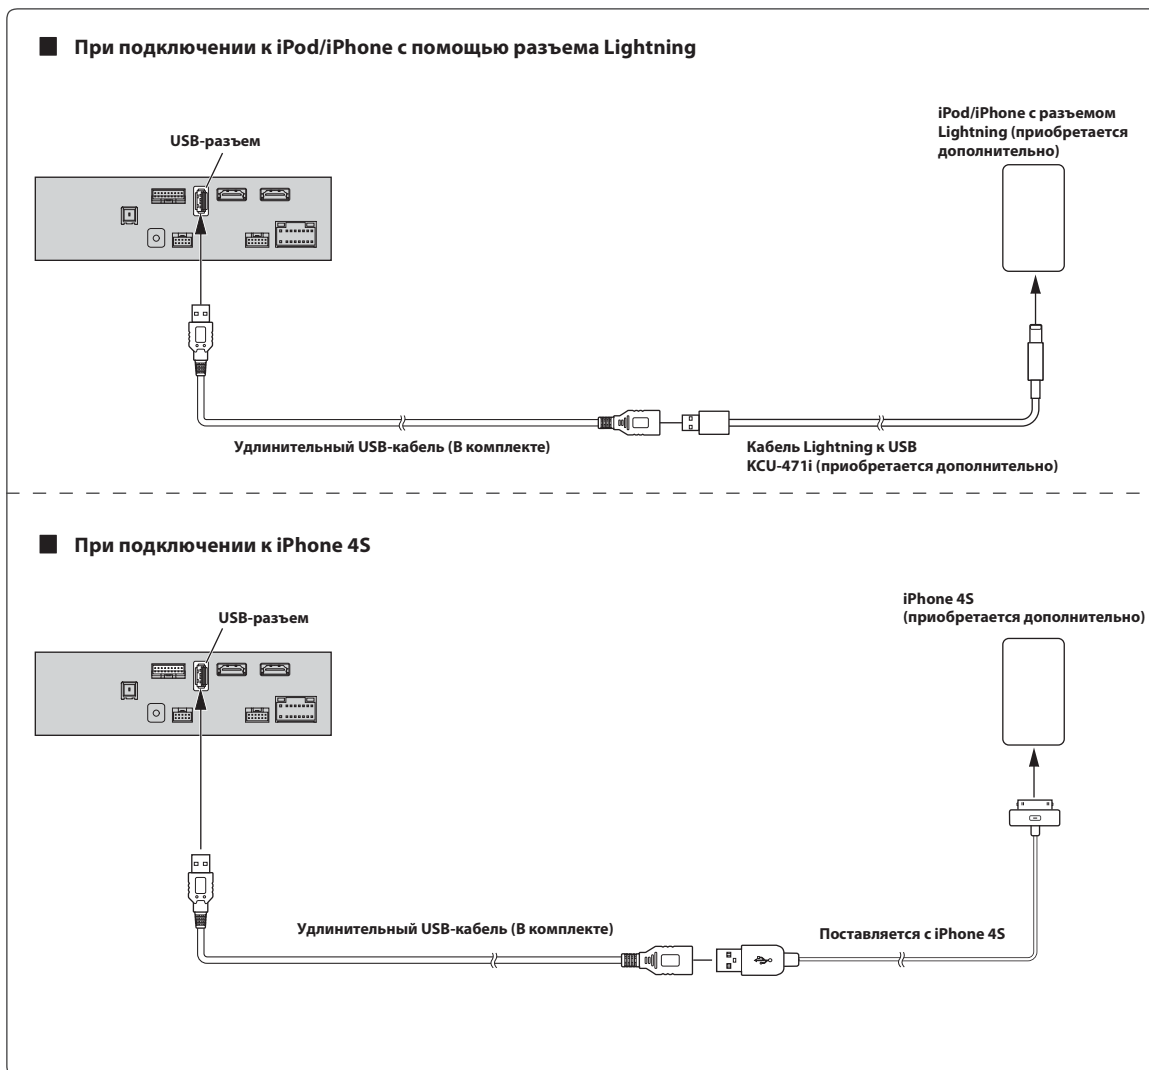 При подключении к iPod/iPhone с помощью разъема Lightning
iPod/iPhone с разъемом
Lightning (приобретается
дополнительно)
USB-разъем
Удлинительный USB-кабель (В комплекте)
Кабель Lightning к USB
KCU-471i (приобретается дополнительно)
При подключении к iPhone 4S
iPhone 4S
(приобретается дополнительно)
USB-разъем
Удлинительный USB-кабель (В комплекте)
Поставляется с iPhone 4S